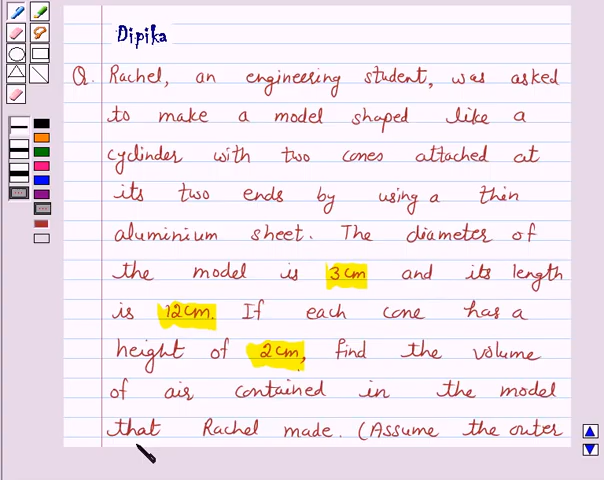 Dipika
Q. Rachel, an engineering student, was asked
to make a model shaped like a
cylinder with two cones attached at
its two ends by using a thin
aluminium sheet. The diameter of
the model is 3cm and its length
is 12cm. If each cone has a
height of 2cm, find the volume
of air contained in the model
that Rachel made. (Assume the outer